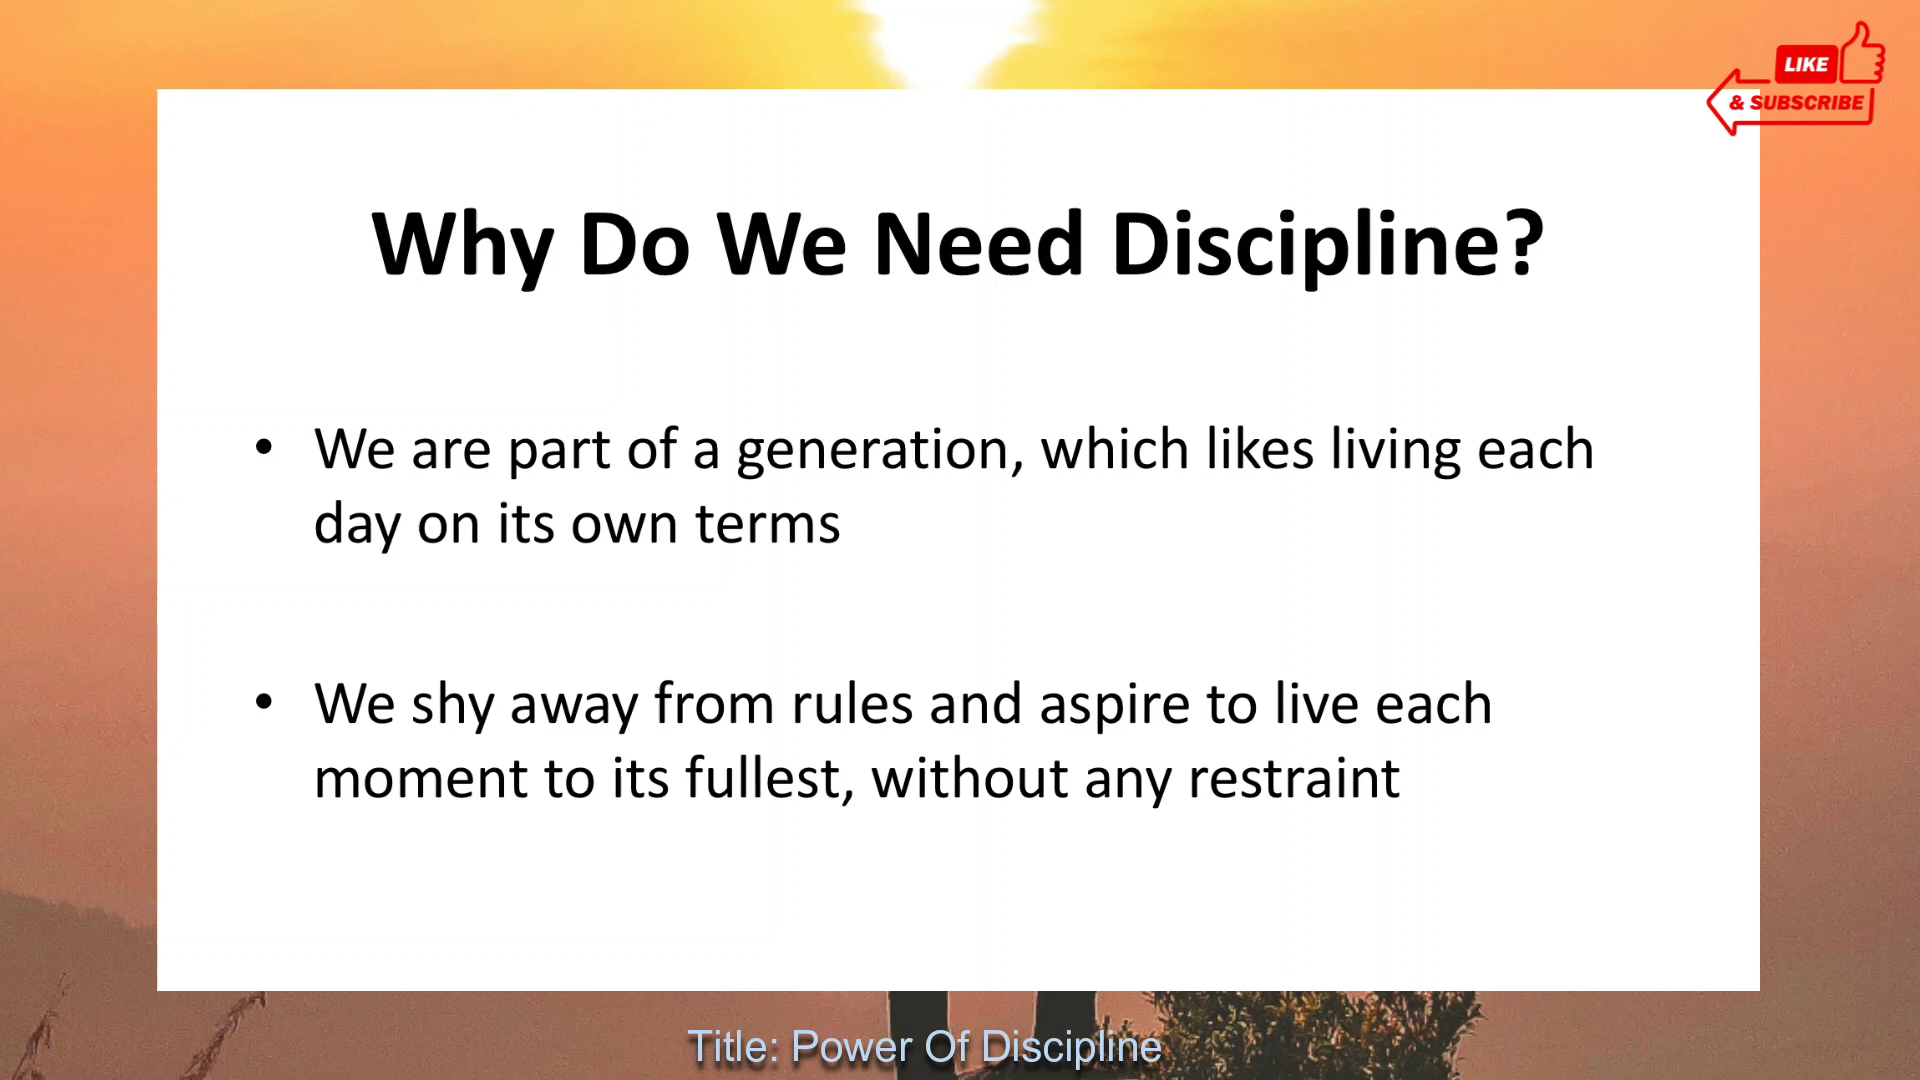 LIKE
& SUBSCRIBE
Why Do We Need Discipline?
• We are part of a generation, which likes living each
day on its own terms
• We shy away from rules and aspire to live each
moment to its fullest, without any restraint
Title: Power Of Discipline